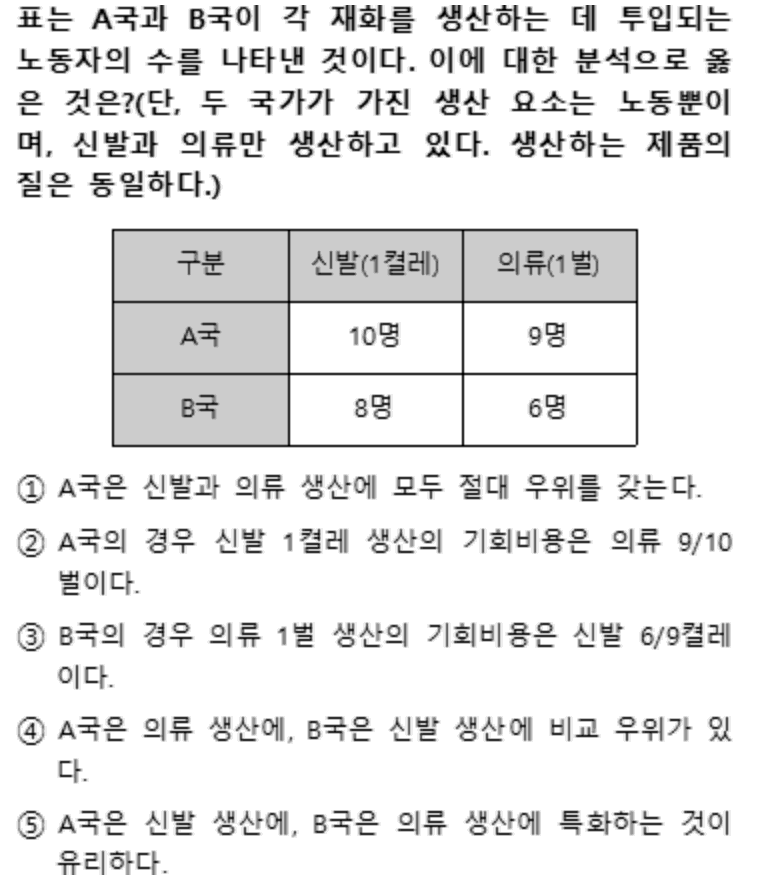 표는 A국과 B국이 각 재화를 생산하는 데 투입되는
노동자의 수를 나타낸 것이다. 이에 대한 분석으로 옳
은 것은?(단, 두 국가가 가진 생산 요소는 노동뿐이
며, 신발과 의류만 생산하고 있다. 생산하는 제품의
질은 동일하다.)
구분 신발(1켤레) 의류(1벌)
A국 10명 9명
B국 8명 6명
① A국은 신발과 의류 생산에 모두 절대 우위를 갖는다.
② A국의 경우 신발 1켤레 생산의 기회비용은 의류 9/10
벌이다.
③ B국의 경우 의류 1벌 생산의 기회비용은 신발 6/9켤레
이다.
④ A국은 의류 생산에, B국은 신발 생산에 비교 우위가 있
다.
⑤ A국은 신발 생산에, B국은 의류 생산에 특화하는 것이
유리하다.